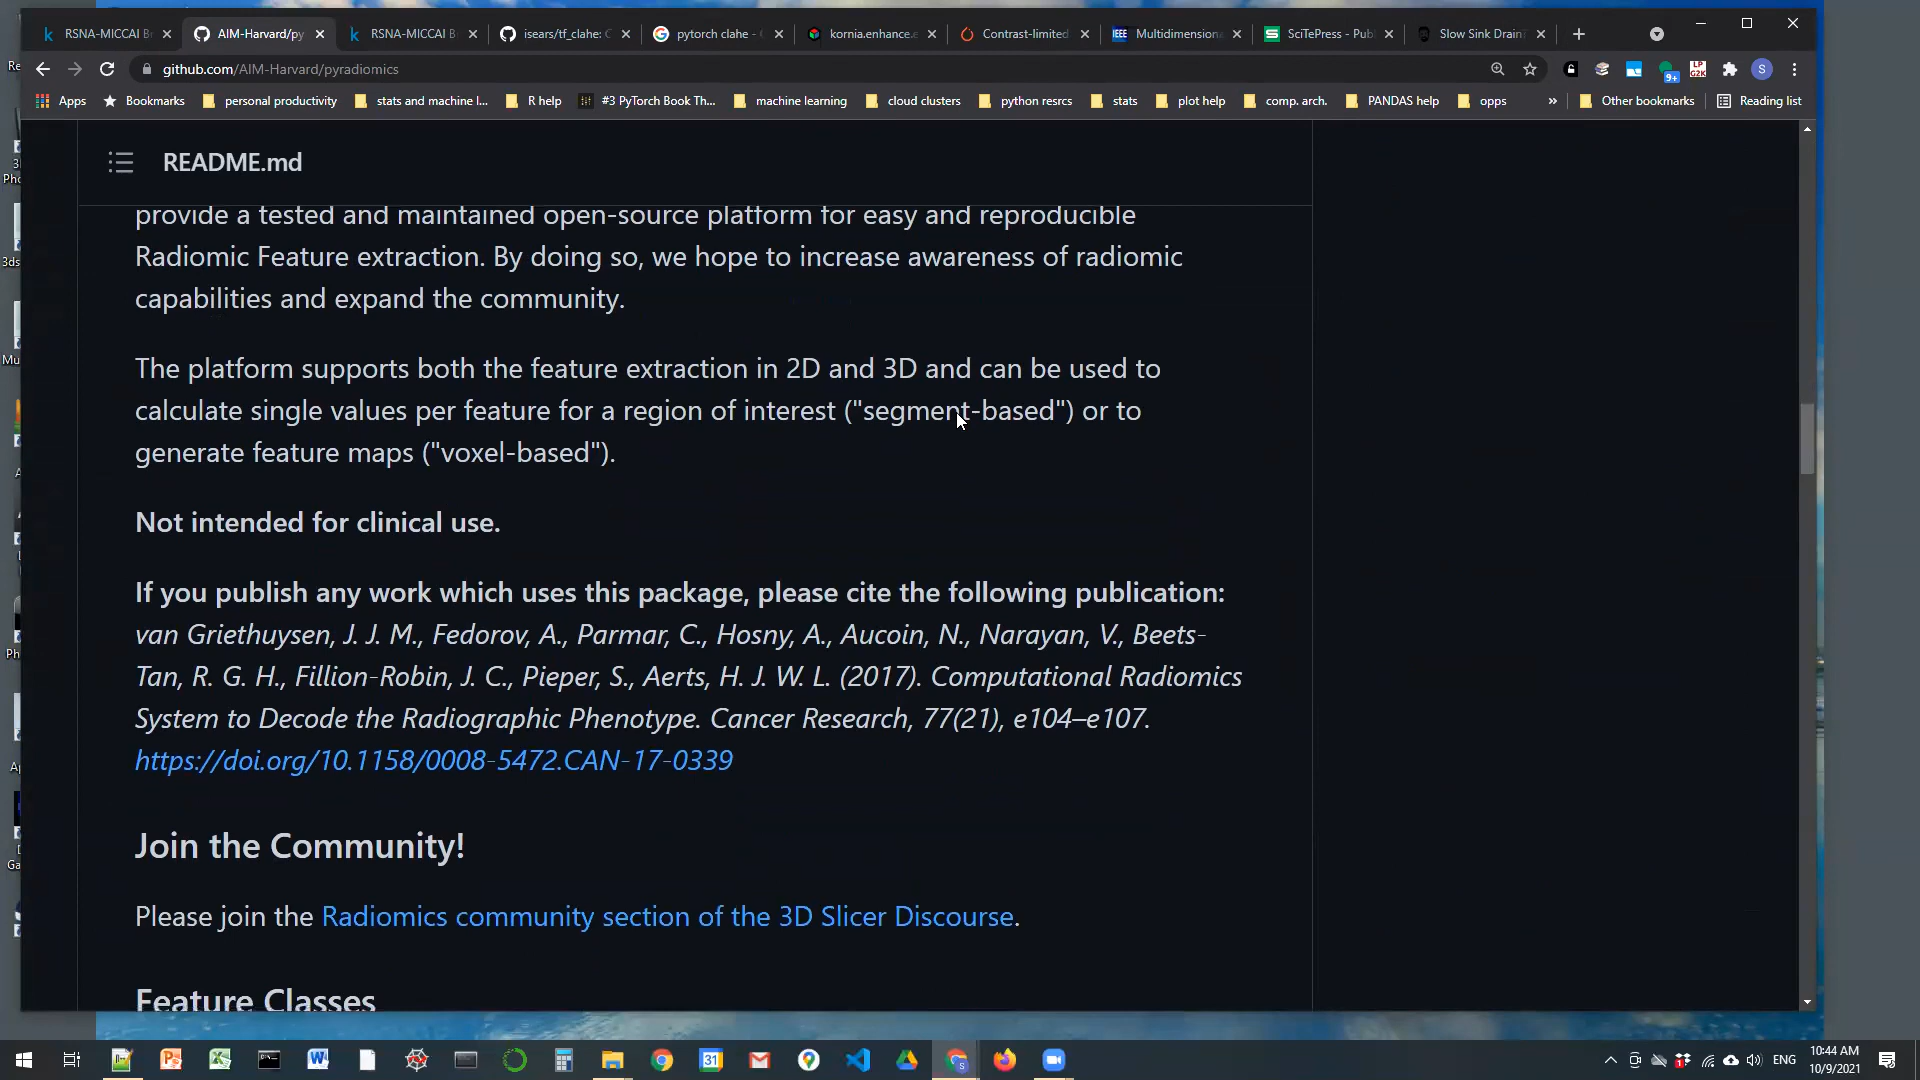 RSNA-MICCAI B
AIM-Harvard/py
RSNA-MICCAI B
isears/tf_clahe: C
pytorch clahe - G
kornia.enhance.e
Contrast-limited
Multidimensiona
SciTePress - Pub
Slow Sink Drain?
github.com/AIM-Harvard/pyradiomics
Apps
Bookmarks
personal productivity
stats and machine l...
R help
#3 PyTorch Book Th...
machine learning
cloud clusters
python resrcs
stats
plot help
comp. arch.
PANDAS help
opps
»
Other bookmarks
Reading list
README.md
provide a tested and maintained open-source platform for easy and reproducible
Radiomic Feature extraction. By doing so, we hope to increase awareness of radiomic
capabilities and expand the community.
The platform supports both the feature extraction in 2D and 3D and can be used to
calculate single values per feature for a region of interest ("segment-based") or to
generate feature maps ("voxel-based").
Not intended for clinical use.
If you publish any work which uses this package, please cite the following publication:
van Griethuysen, J. J. M., Fedorov, A., Parmar, C., Hosny, A., Aucoin, N., Narayan, V., Beets-
Tan, R. G. H., Fillion-Robin, J. C., Pieper, S., Aerts, H. J. W. L. (2017). Computational Radiomics
System to Decode the Radiographic Phenotype. Cancer Research, 77(21), e104–e107.
https://doi.org/10.1158/0008-5472.CAN-17-0339
Join the Community!
Please join the Radiomics community section of the 3D Slicer Discourse.
Feature Classes
ENG
10:44 AM
10/9/2021